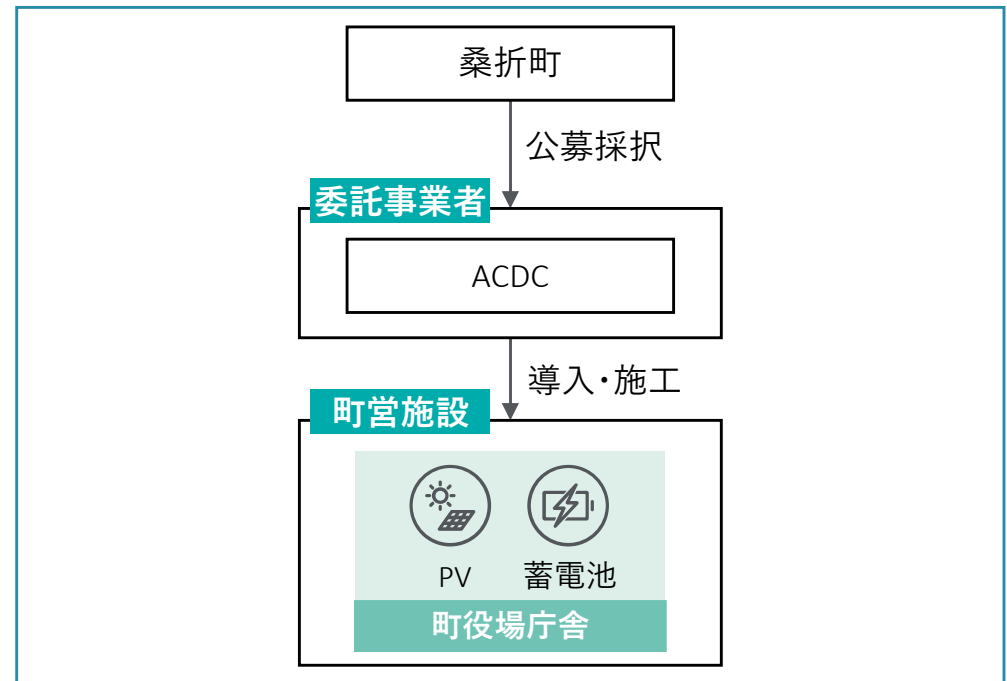 桑折町
公募採択
委託事業者
ACDC
導入・施工
町営施設
PV
蓄電池
町役場庁舎